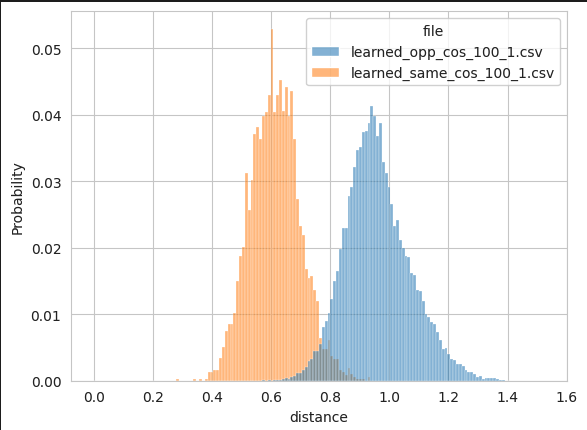 file
learned_opp_cos_100_1.csv
learned_same_cos_100_1.csv
0.05
0.04
0.03
0.02
0.01
0.00
Probability
0.0 0.2 0.4 0.6 0.8 1.0 1.2 1.4 1.6
distance